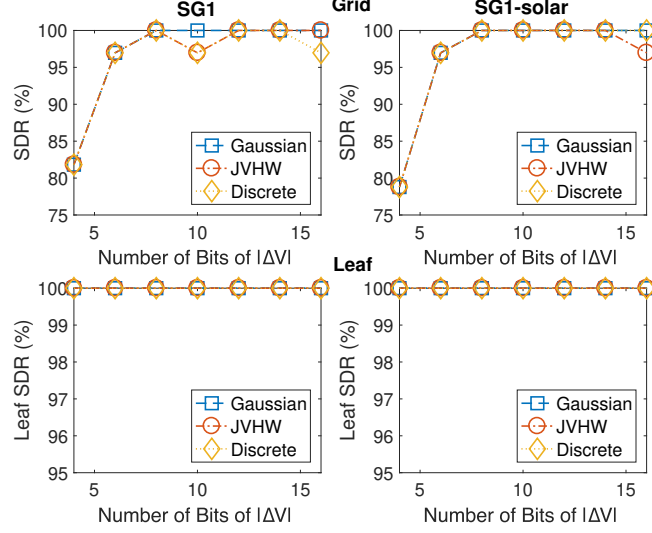 Grid
SG1
SG1-solar
100
95
90
85
80
75
SDR (%)
5
10
15
Number of Bits of |ΔV|
Gaussian
JVHW
Discrete
100
95
90
85
80
75
SDR (%)
5
10
15
Number of Bits of |ΔV|
Gaussian
JVHW
Discrete
Leaf
100
99
98
97
96
95
Leaf SDR (%)
5
10
15
Number of Bits of |ΔV|
Gaussian
JVHW
Discrete
100
99
98
97
96
95
Leaf SDR (%)
5
10
15
Number of Bits of |ΔV|
Gaussian
JVHW
Discrete